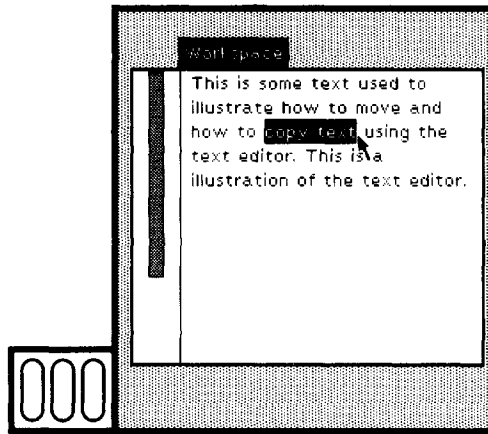 Workspace
This is some text used to
illustrate how to move and
how to copy text using the
text editor. This is a
illustration of the text editor.